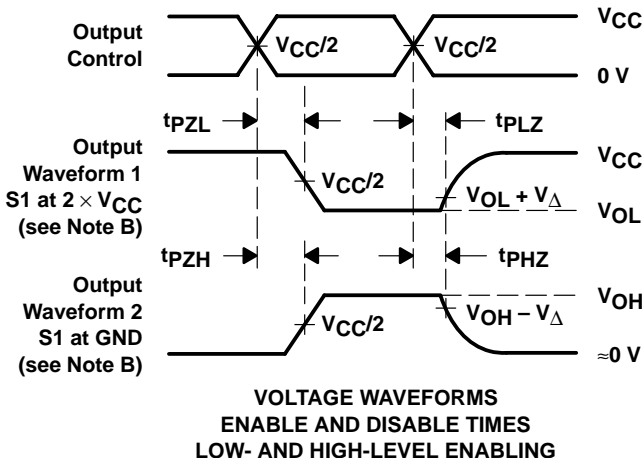 Output
Control
VCC/2
VCC/2
VCC
0 V
tPZL
tPLZ
Output
Waveform 1
S1 at 2 × VCC
(see Note B)
VCC/2
VOL + VΔ
VCC
VOL
tPZH
tPHZ
Output
Waveform 2
S1 at GND
(see Note B)
VCC/2
VOH − VΔ
VOH
≈0 V
VOLTAGE WAVEFORMS
ENABLE AND DISABLE TIMES
LOW- AND HIGH-LEVEL ENABLING